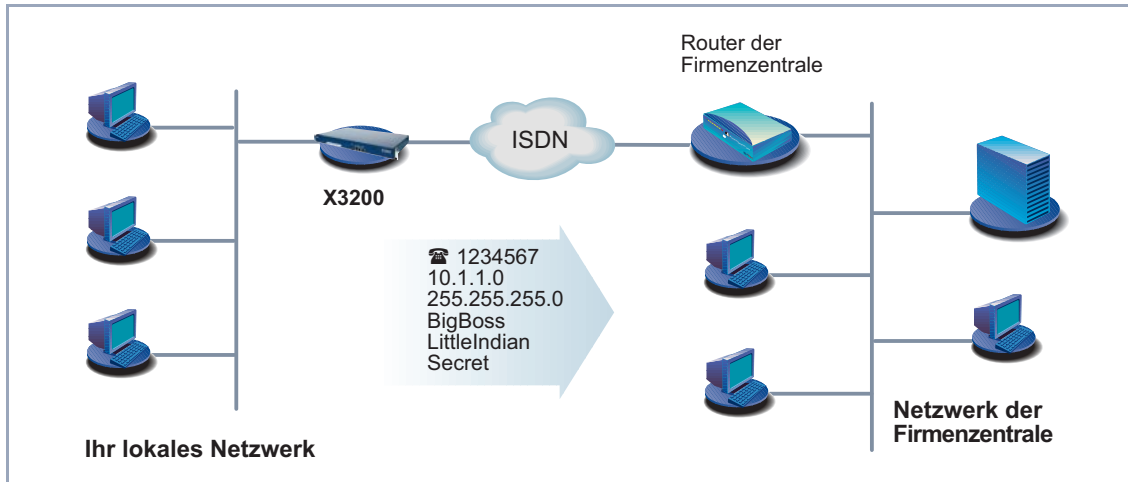 Router der
Firmenzentrale
ISDN
X3200
☎ 1234567
10.1.1.0
255.255.255.0
BigBoss
LittleIndian
Secret
Ihr lokales Netzwerk
Netzwerk der
Firmenzentrale